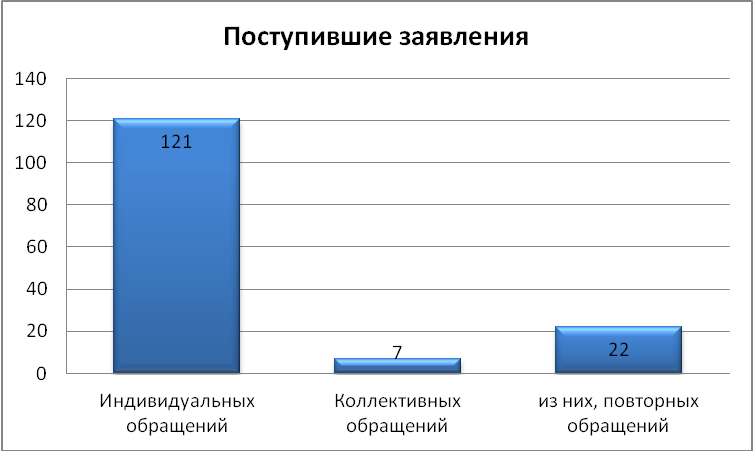 Поступившие заявления
140
120
100
80
60
40
20
0
121
7
22
Индивидуальных
обращений
Коллективных
обращений
из них, повторных
обращений